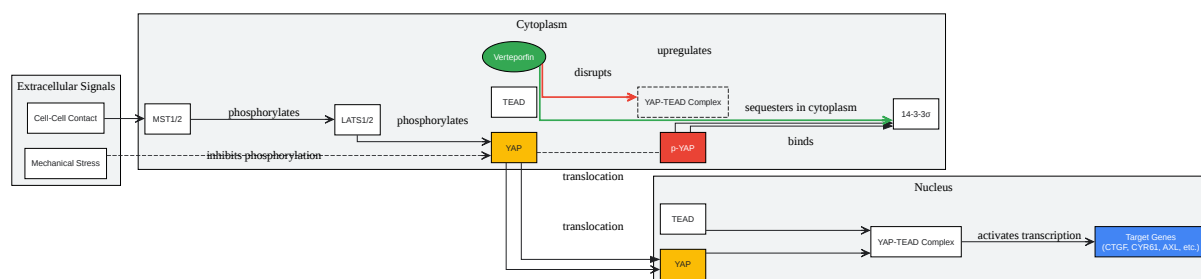 Cytoplasm
Extracellular Signals
Cell-Cell Contact
Mechanical Stress
MST1/2
phosphorylates
LATS1/2
phosphorylates
inhibits phosphorylation
Verteporfin
upregulates
disrupts
TEAD
YAP-TEAD Complex
sequesters in cytoplasm
14-3-3σ
YAP
p-YAP
binds
translocation
translocation
Nucleus
TEAD
YAP
YAP-TEAD Complex
activates transcription
Target Genes
(CTGF, CYR61, AXL, etc.)